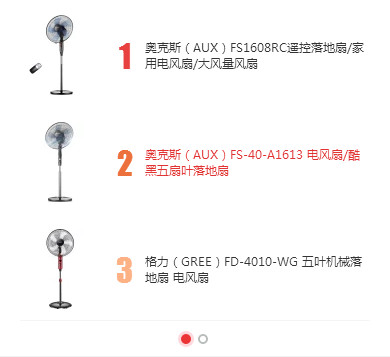 1
奥克斯（AUX）FS1608RC遥控落地扇/家
用电风扇/大风量风扇
2
奥克斯（AUX）FS-40-A1613 电风扇/酷
黑五扇叶落地扇
3
格力（GREE）FD-4010-WG 五叶机械落
地扇 电风扇